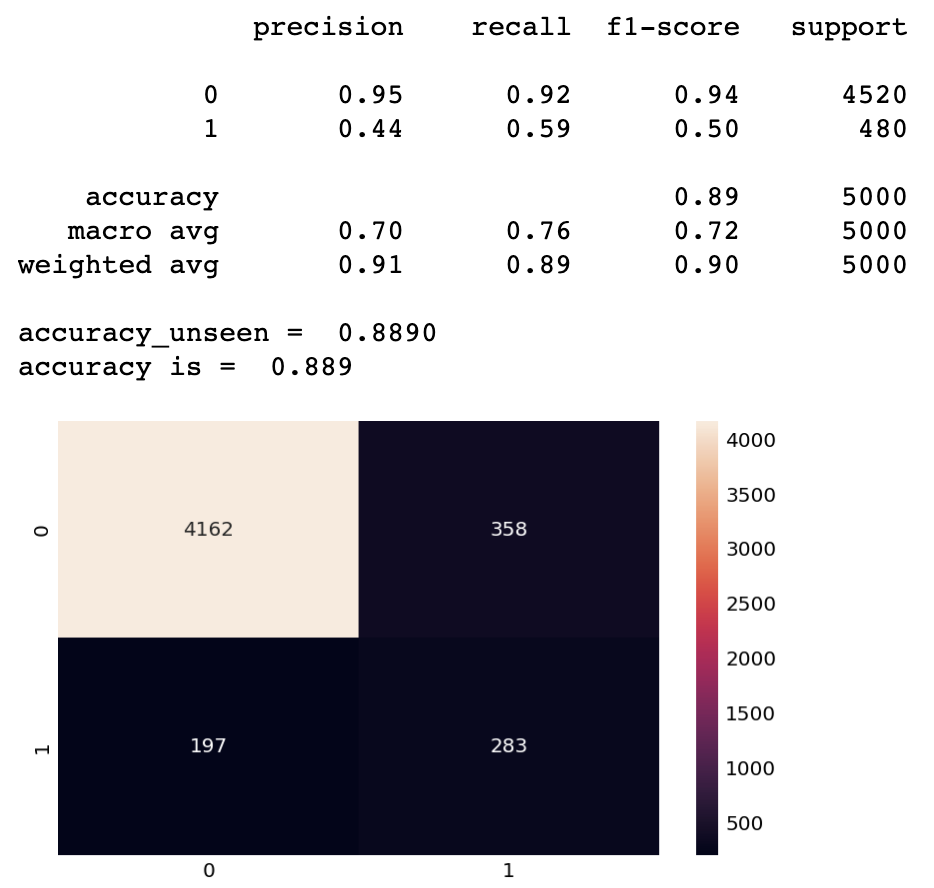 precision recall f1-score support
0 0.95 0.92 0.94 4520
1 0.44 0.59 0.50 480
accuracy 0.89 5000
macro avg 0.70 0.76 0.72 5000
weighted avg 0.91 0.89 0.90 5000
accuracy_unseen = 0.8890
accuracy is = 0.889
0
4162
358
1
197
283
0
1
4000
3500
3000
2500
2000
1500
1000
500